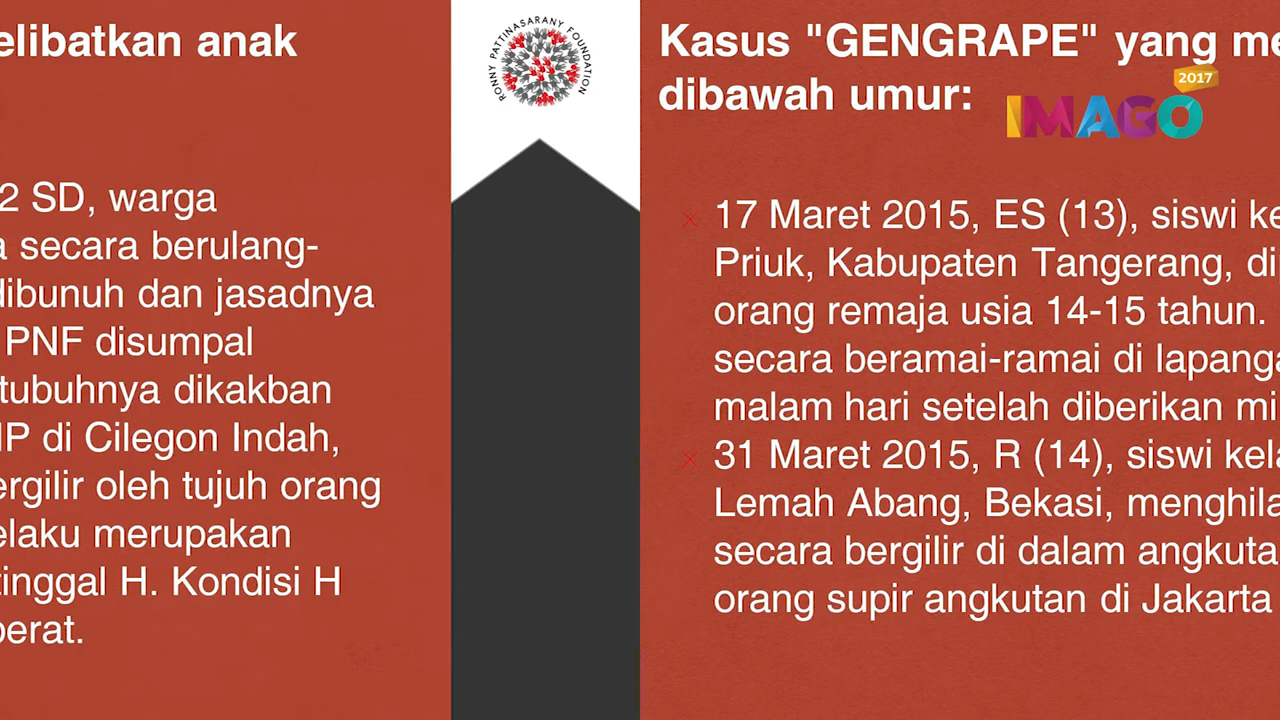 elibatkan anak
2 SD, warga
a secara berulang-
dibunuh dan jasadnya
PNF disumpal
tubuhnya dikakban
IP di Cilegon Indah,
ergilir oleh tujuh orang
elaku merupakan
tinggal H. Kondisi H
berat.
RONNY PATTINASARANY FOUNDATION
Kasus "GENGRAPE" yang me
dibawah umur:
2017
IMAGO
17 Maret 2015, ES (13), siswi ke
Priuk, Kabupaten Tangerang, di
orang remaja usia 14-15 tahun.
secara beramai-ramai di lapanga
malam hari setelah diberikan mi
31 Maret 2015, R (14), siswi kela
Lemah Abang, Bekasi, menghila
secara bergilir di dalam angkuta
orang supir angkutan di Jakarta